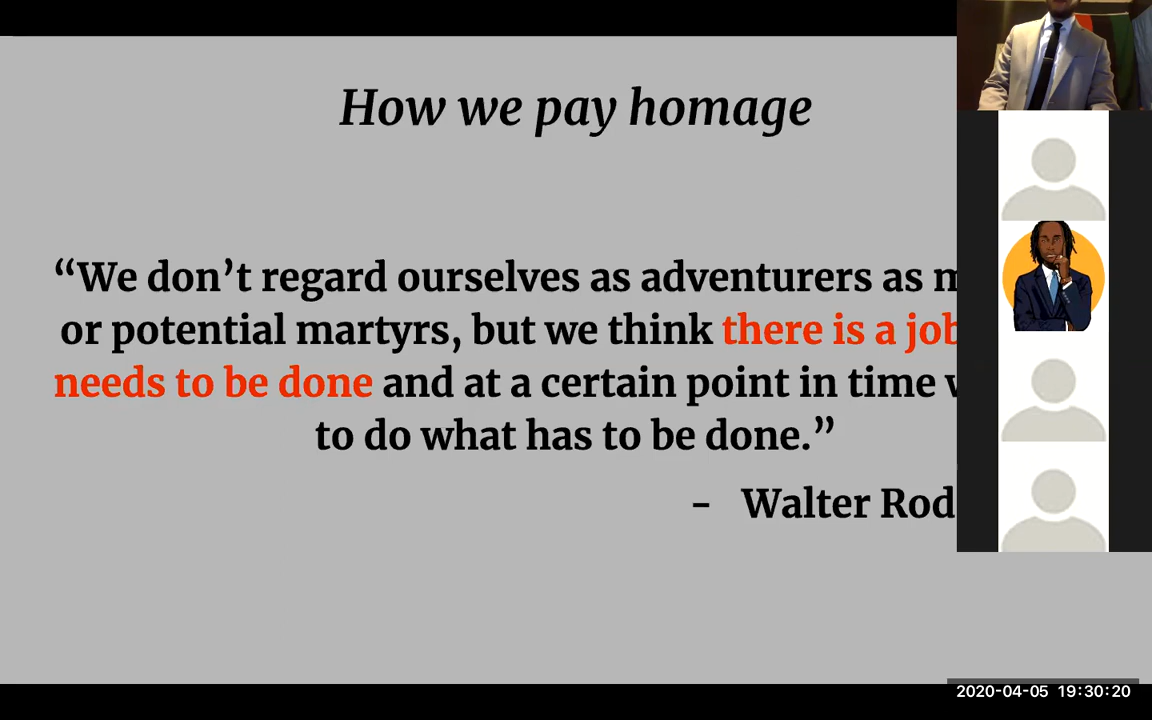 How we pay homage
“We don’t regard ourselves as adventurers as
or potential martyrs, but we think there is a job
needs to be done and at a certain point in time
to do what has to be done.”
- Walter Rod
2020-04-05 19:30:20